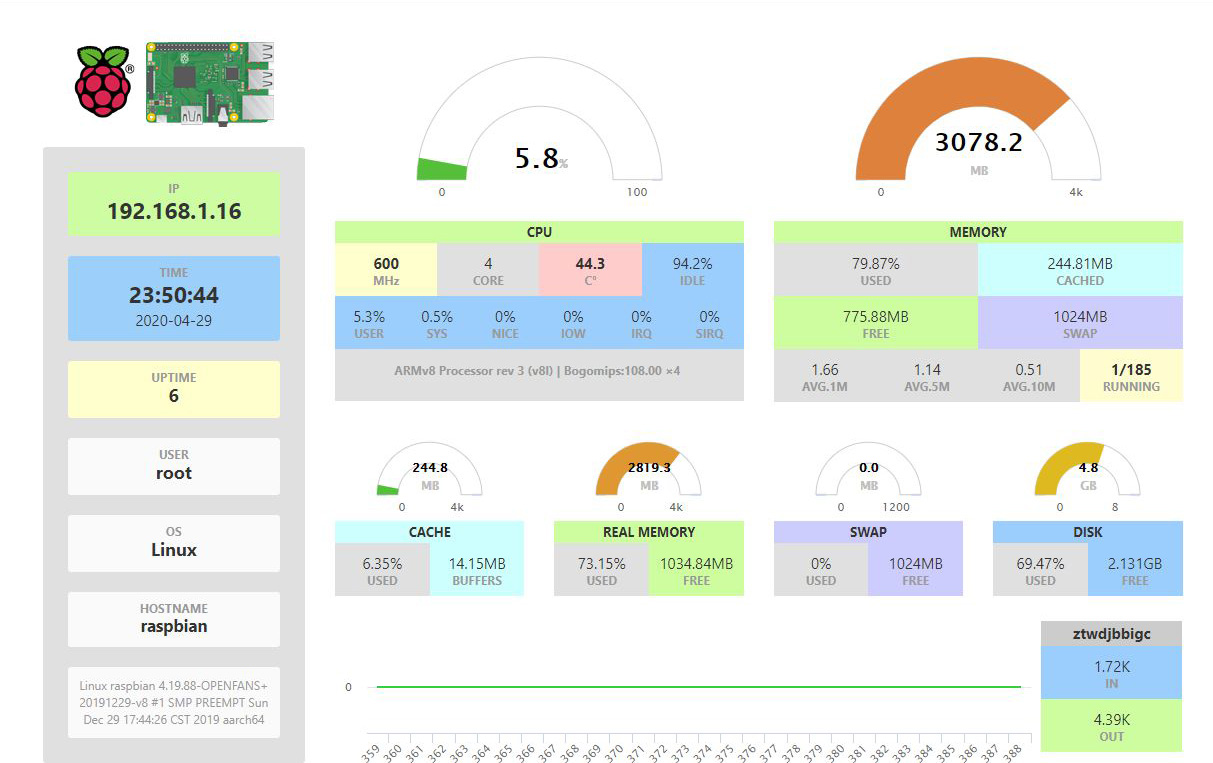 ®
IP
192.168.1.16
TIME
23:50:44
2020-04-29
UPTIME
6
USER
root
OS
Linux
HOSTNAME
raspbian
Linux raspbian 4.19.88-OPENFANS+
20191229-v8 #1 SMP PREEMPT Sun
Dec 29 17:44:26 CST 2019 aarch64
5.8%
0 100
3078.2
MB
0 4k
CPU
600 4 44.3 94.2%
MHz CORE C° IDLE
5.3% 0.5% 0% 0% 0% 0%
USER SYS NICE IOW IRQ SIRQ
ARMv8 Processor rev 3 (v8l) | Bogomips:108.00 ×4
MEMORY
79.87% 244.81MB
USED CACHED
775.88MB 1024MB
FREE SWAP
1.66 1.14 0.51 1/185
AVG.1M AVG.5M AVG.10M RUNNING
244.8
MB
0 4k
CACHE
6.35% 14.15MB
USED BUFFERS
2819.3
MB
0 4k
REAL MEMORY
73.15% 1034.84MB
USED FREE
0.0
MB
0 1200
SWAP
0% 1024MB
USED FREE
4.8
GB
0 8
DISK
69.47% 2.131GB
USED FREE
0
359 360 361 362 363 364 365 366 367 368 369 370 371 372 373 374 375 376 377 378 379 380 381 382 383 384 385 386 387 388
ztwdjbbigc
1.72K
IN
4.39K
OUT